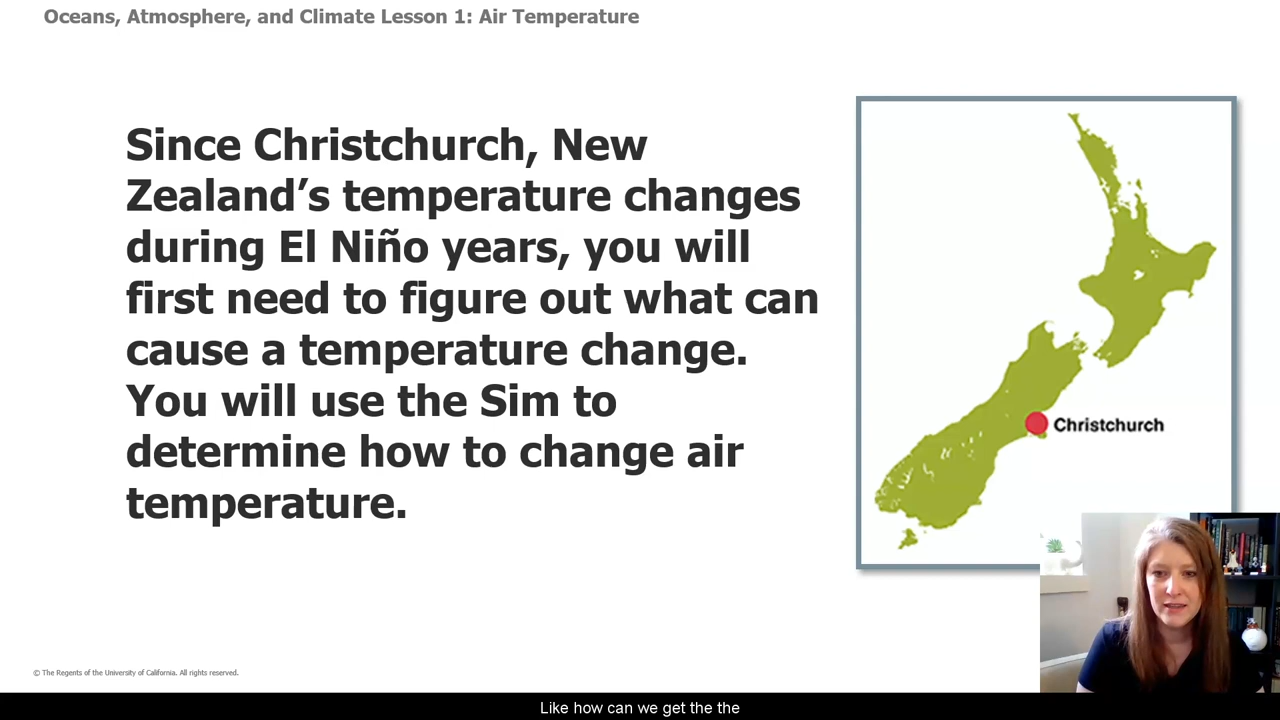 Oceans, Atmosphere, and Climate Lesson 1: Air Temperature
Since Christchurch, New
Zealand’s temperature changes
during El Niño years, you will
first need to figure out what can
cause a temperature change.
You will use the Sim to
determine how to change air
temperature.
Christchurch
© The Regents of the University of California. All rights reserved.
Like how can we get the the